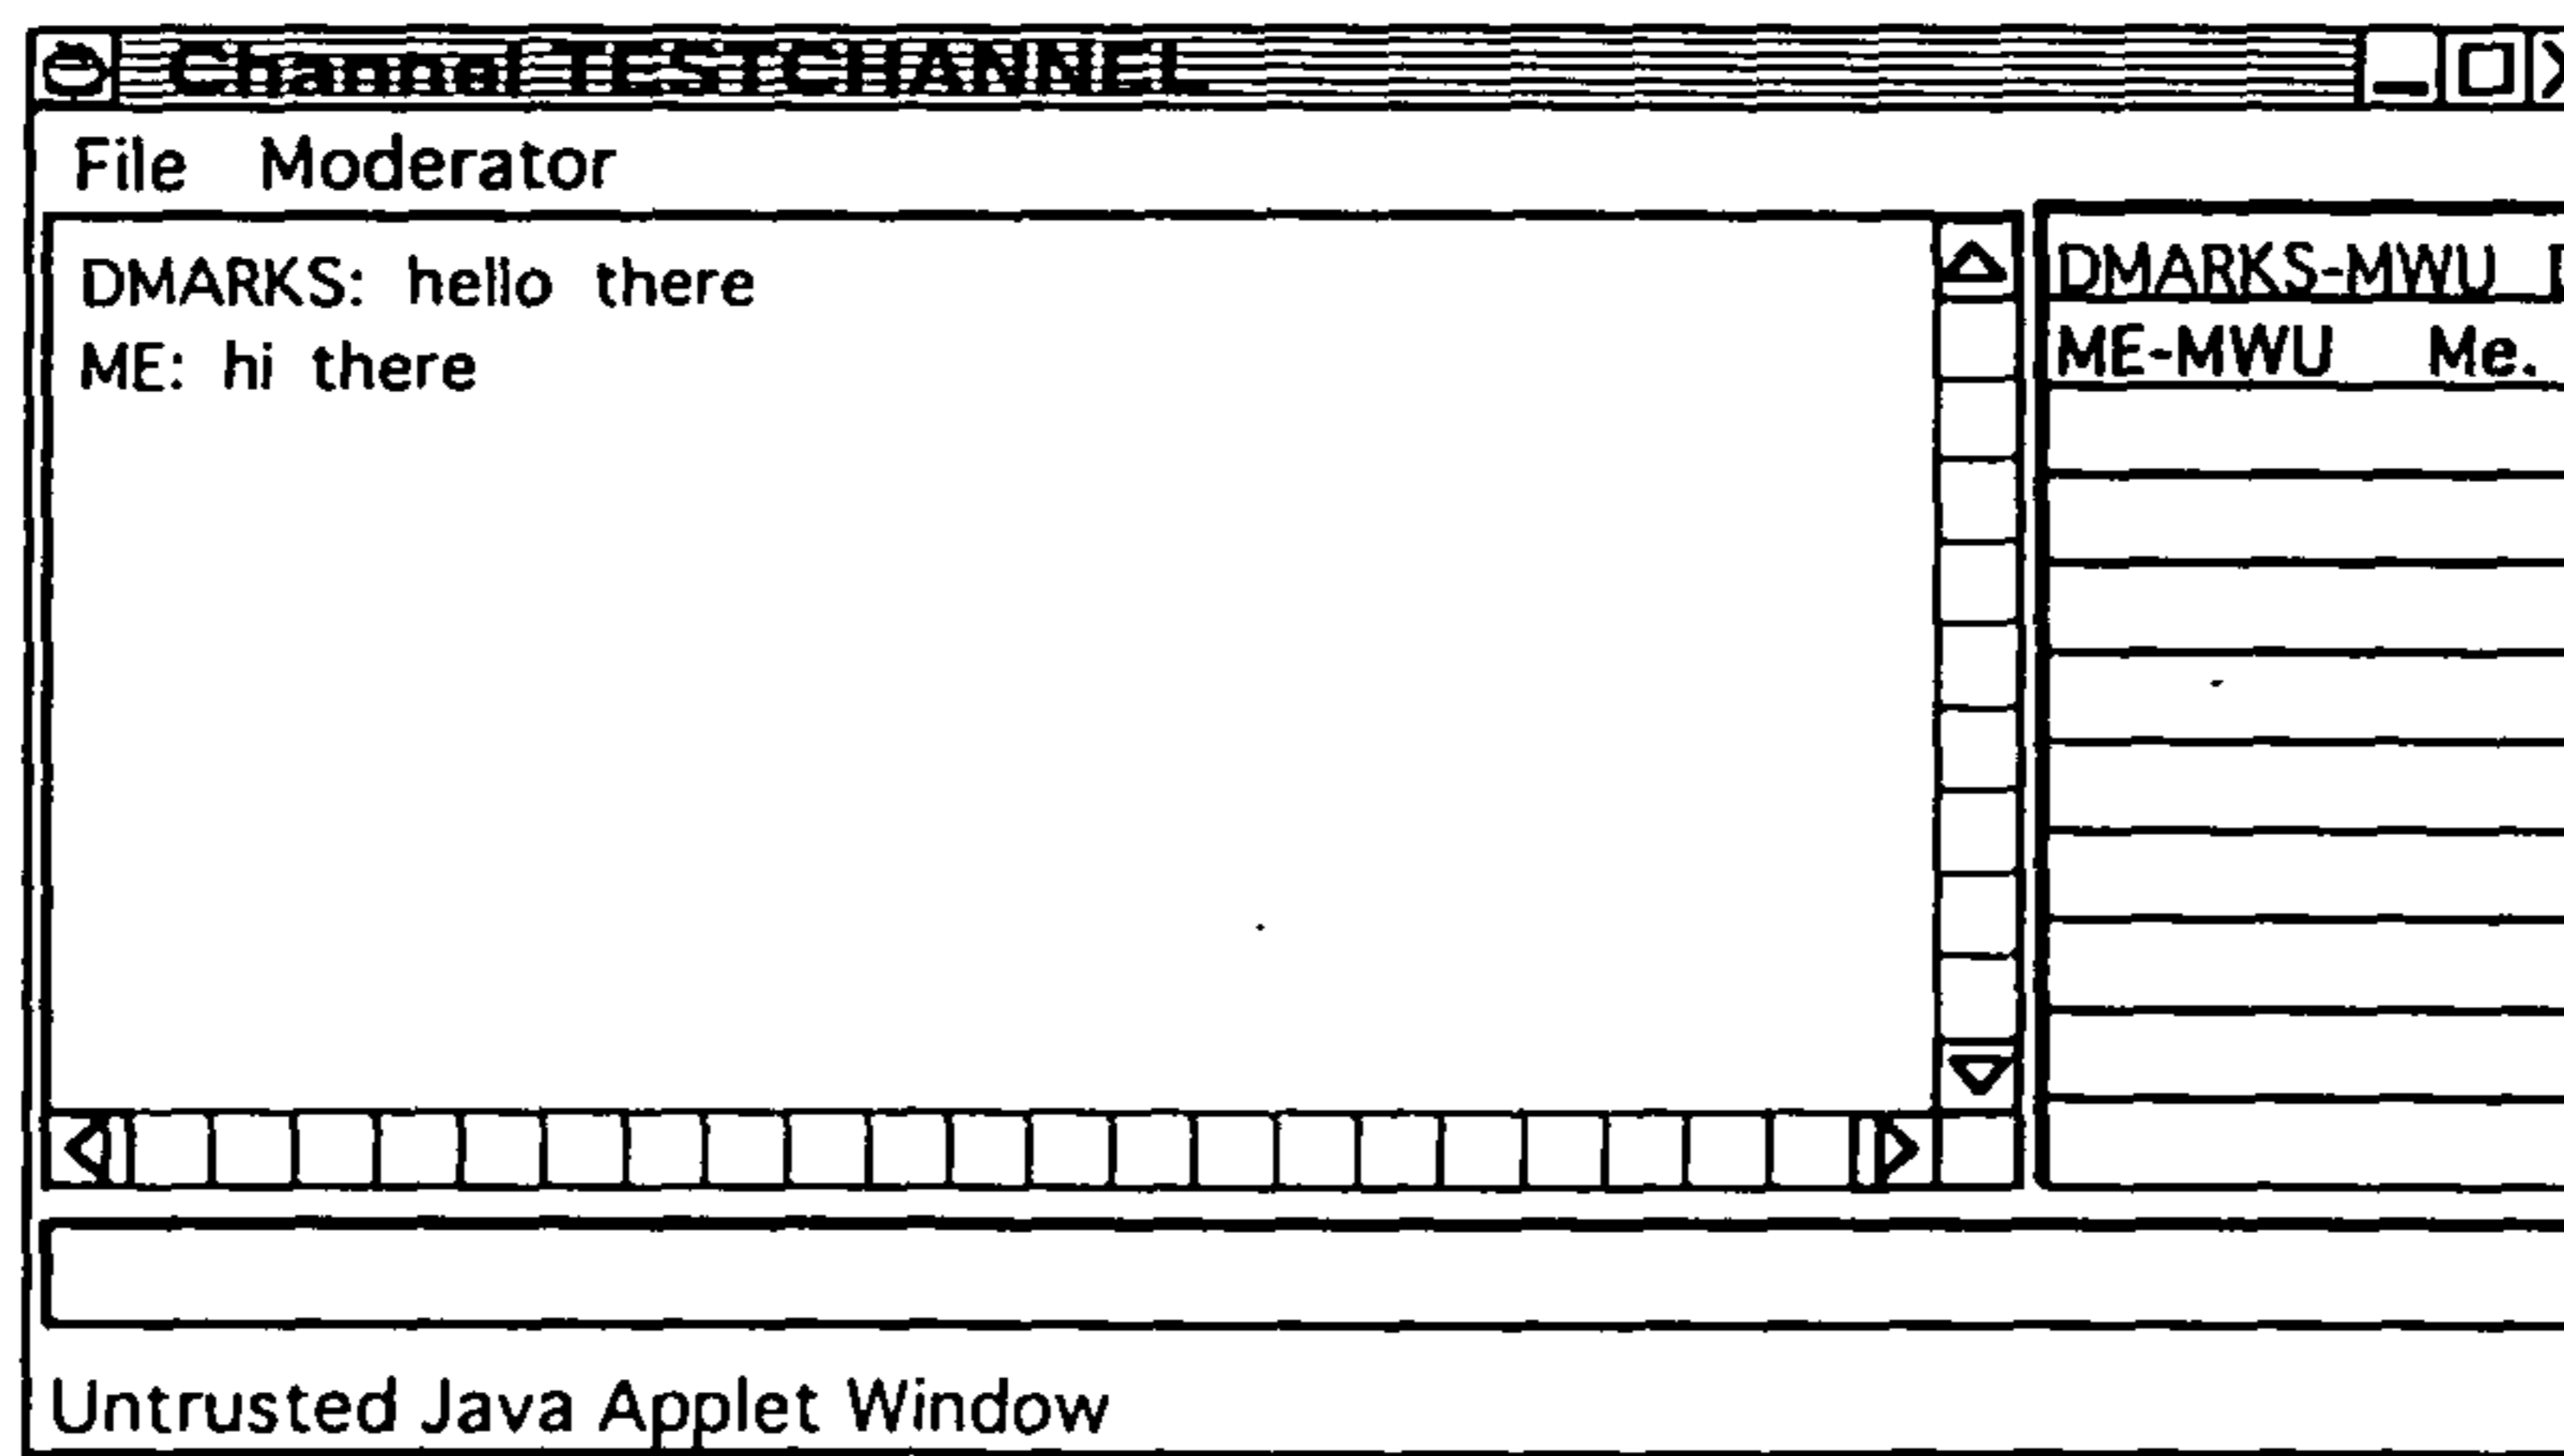 Channel TESTCHANNEL
File Moderator
DMARKS: hello there
ME: hi there
DMARKS-MWU
ME-MWU Me.
Untrusted Java Applet Window